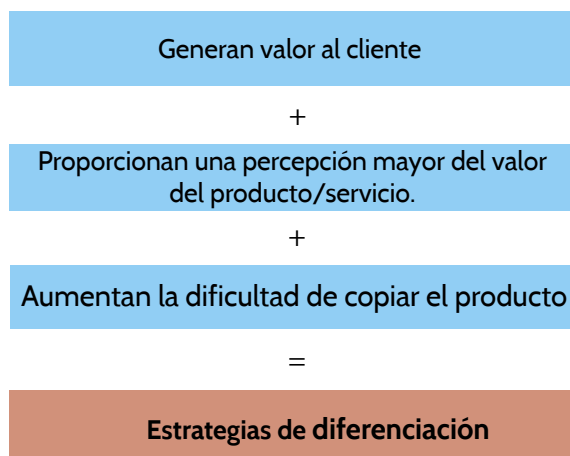 Generan valor al cliente
+
Proporcionan una percepción mayor del valor
del producto/servicio.
+
Aumentan la dificultad de copiar el producto
=
Estrategias de diferenciación